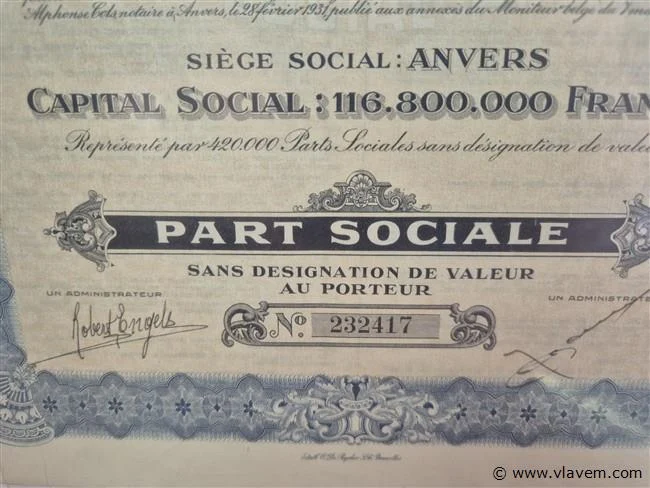 Alphonse Cols notaire à Anvers, le 28 février 1931, publié aux annexes du Moniteur belge du
SIÈGE SOCIAL: ANVERS
CAPITAL SOCIAL: 116.800.000 FRAN
Représenté par 420.000 Parts Sociales sans désignation de vale
PART SOCIALE
SANS DESIGNATION DE VALEUR
AU PORTEUR
UN ADMINISTRATEUR
UN ADMINISTRATE
Robert Engels
No. 232417
© www.vlavem.com